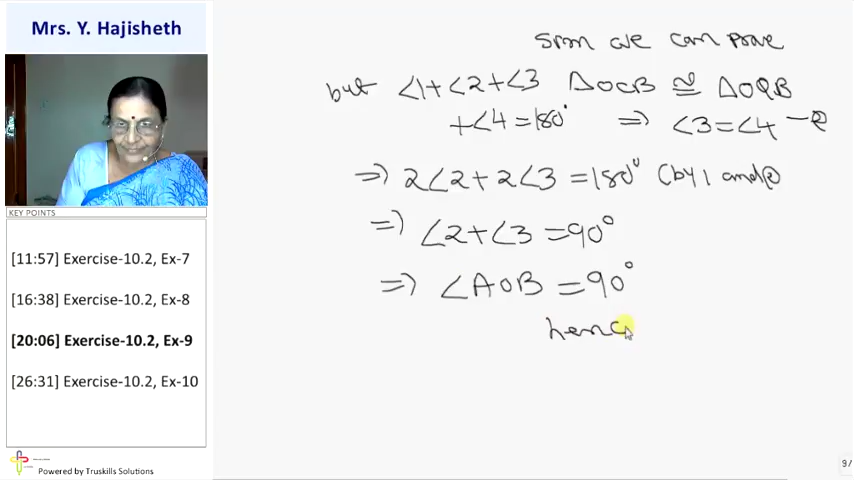 Mrs. Y. Hajisheth
KEY POINTS
[11:57] Exercise-10.2, Ex-7
[16:38] Exercise-10.2, Ex-8
[20:06] Exercise-10.2, Ex-9
[26:31] Exercise-10.2, Ex-10
Powered by Truskills Solutions
we can prove
but ∠1+∠2+∠3 ΔOCB ≅ ΔOQB
+∠4=180° ⇒ ∠3=∠4 —②
⇒ 2∠2+2∠3=180° (by 1 and ②
⇒ ∠2+∠3=90°
⇒ ∠AOB=90°
henc
9/